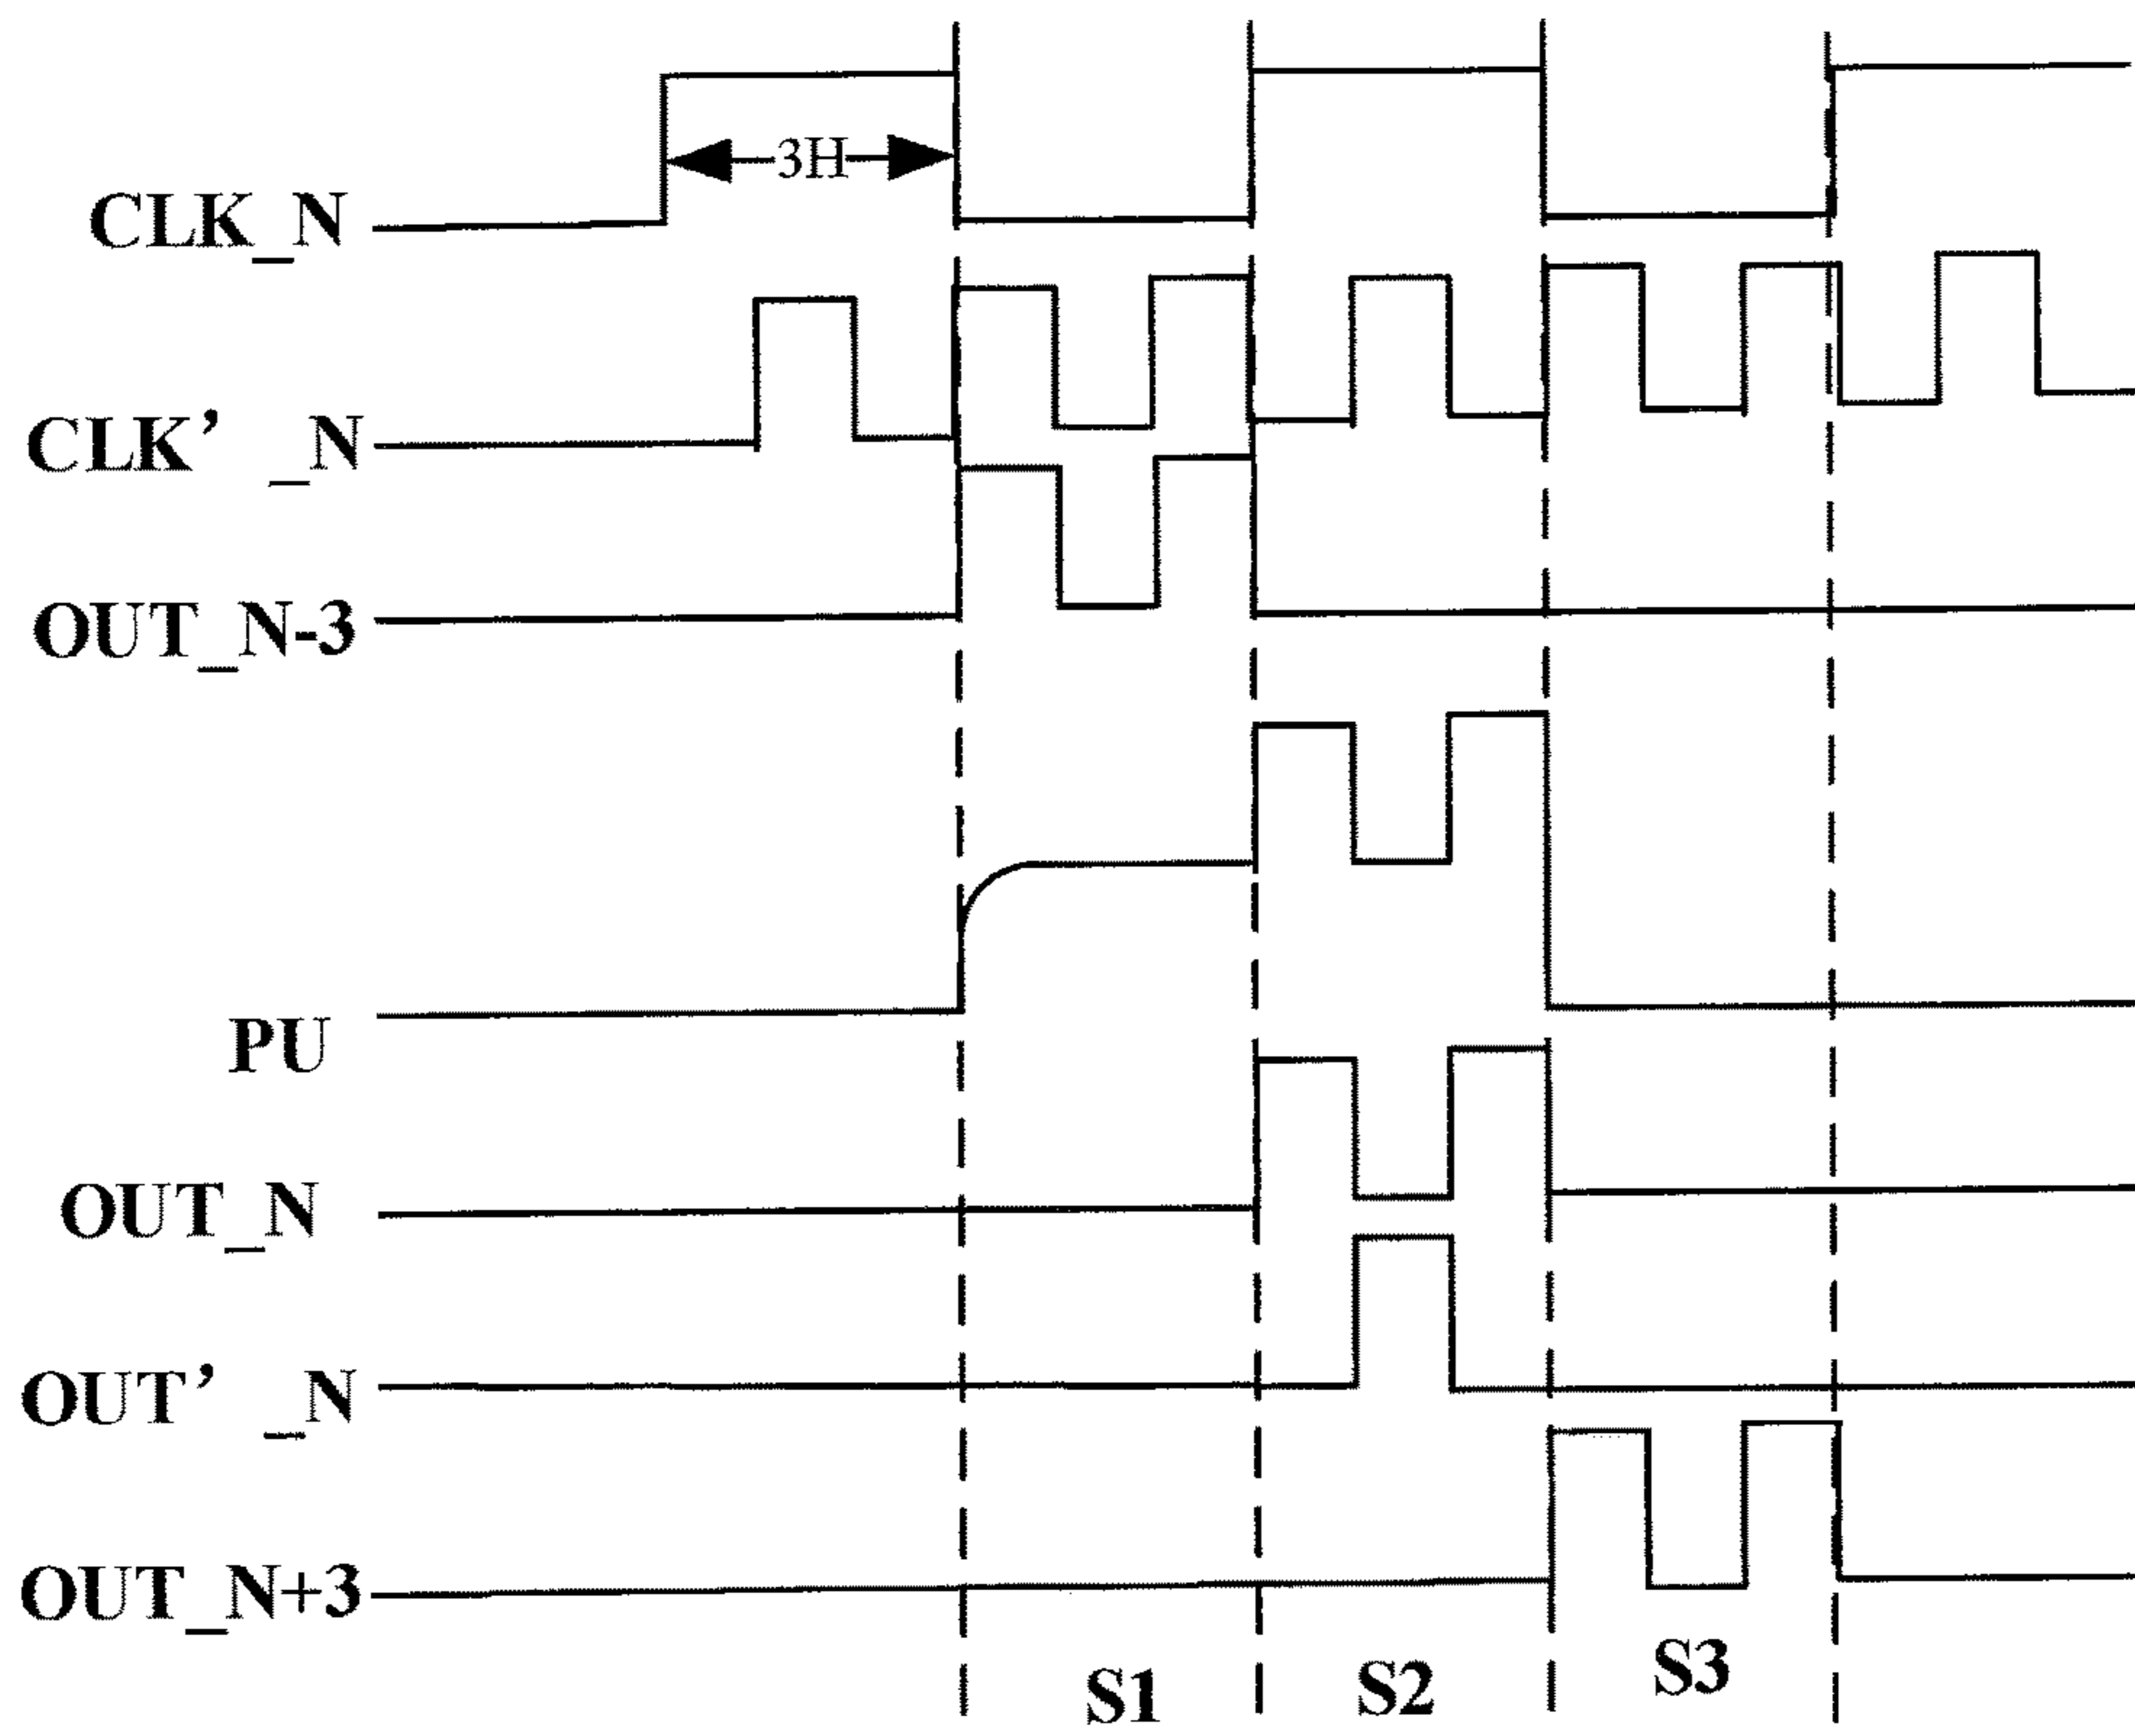 3H
CLK_N
CLK’_N
OUT_N-3
PU
OUT_N
OUT’_N
OUT_N+3
S1
S2
S3